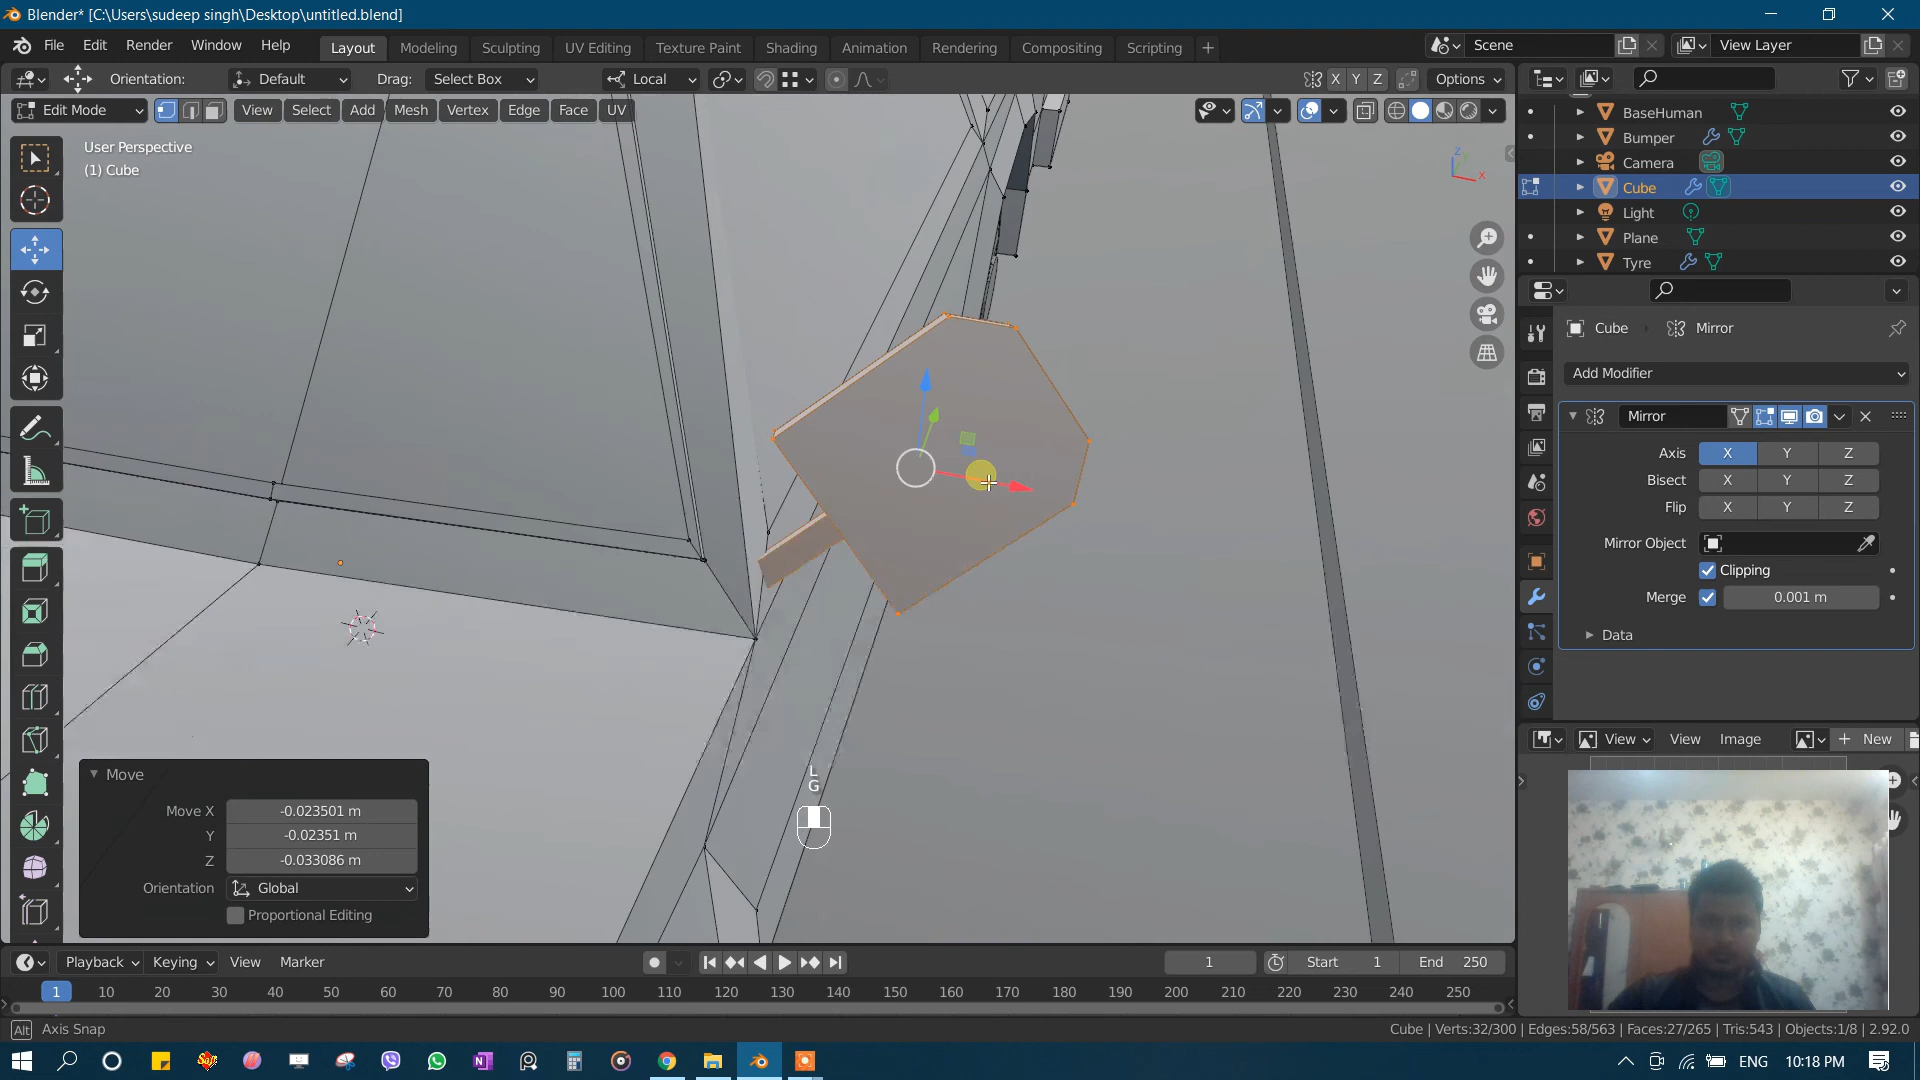 Blender* [C:\Users\sudeep singh\Desktop\untitled.blend]
File Edit Render Window Help Layout Modeling Sculpting UV Editing Texture Paint Shading Animation Rendering Compositing Scripting + Scene View Layer
Orientation: Default Drag: Select Box Local X Y Z Options
Edit Mode View Select Add Mesh Vertex Edge Face UV
User Perspective
(1) Cube
Z
X
BaseHuman
Bumper
Camera
Cube
Light
Plane
Tyre
Cube Mirror
Add Modifier
Mirror
Axis X Y Z
Bisect X Y Z
Flip X Y Z
Mirror Object
Clipping
Merge 0.001 m
Data
View View Image + New
L
G
Move
Move X -0.023501 m
Y -0.02351 m
Z -0.033086 m
Orientation Global
Proportional Editing
Playback Keying View Marker 1 Start 1 End 250
1 10 20 30 40 50 60 70 80 90 100 110 120 130 140 150 160 170 180 190 200 210 220 230 240 250
Alt Axis Snap Cube | Verts:32/300 | Edges:58/563 | Faces:27/265 | Tris:543 | Objects:1/8 | 2.92.0
ENG 10:18 PM